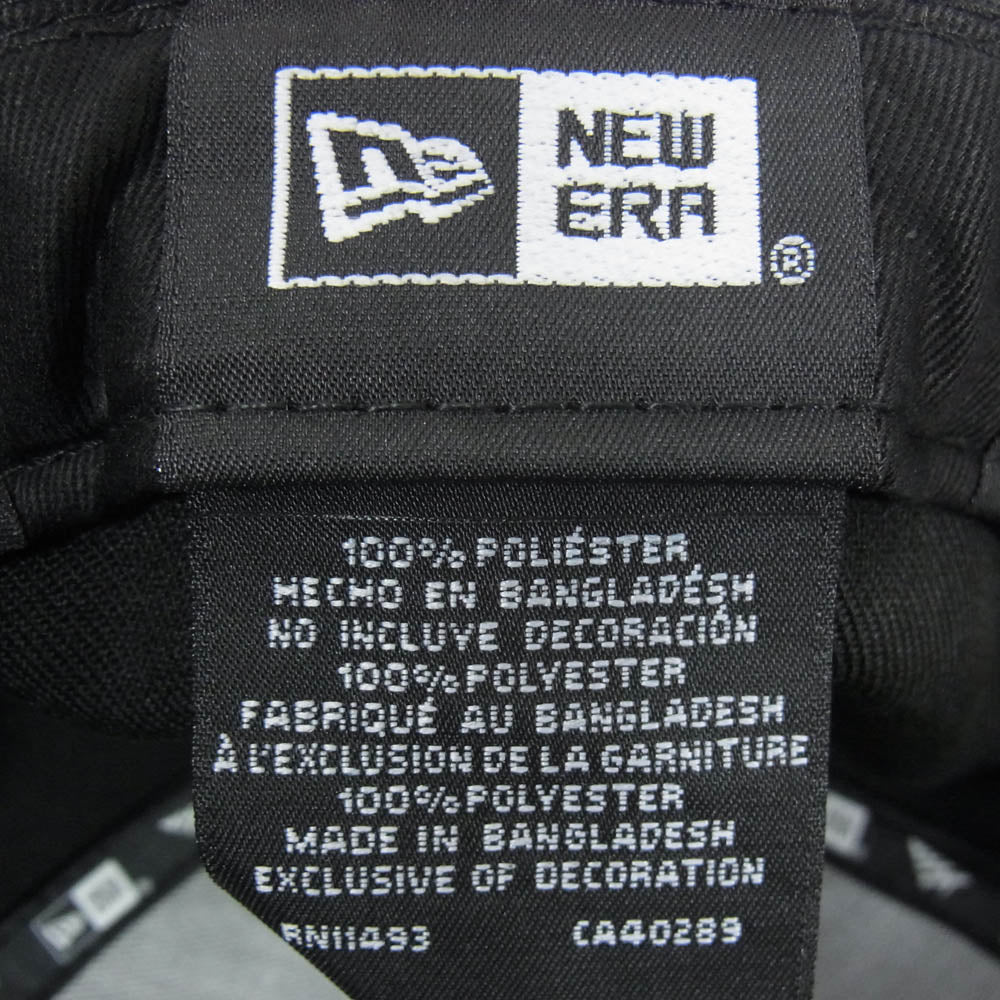 NEW
ERA
®
100% POLIÉSTER
HECHO EN BANGLADÉSH
NO INCLUYE DECORACIÓN
100% POLYESTER
FABRIQUÉ AU BANGLADESH
À L'EXCLUSION DE LA GARNITURE
100% POLYESTER
MADE IN BANGLADESH
EXCLUSIVE OF DECORATION
RN11493 CA40289